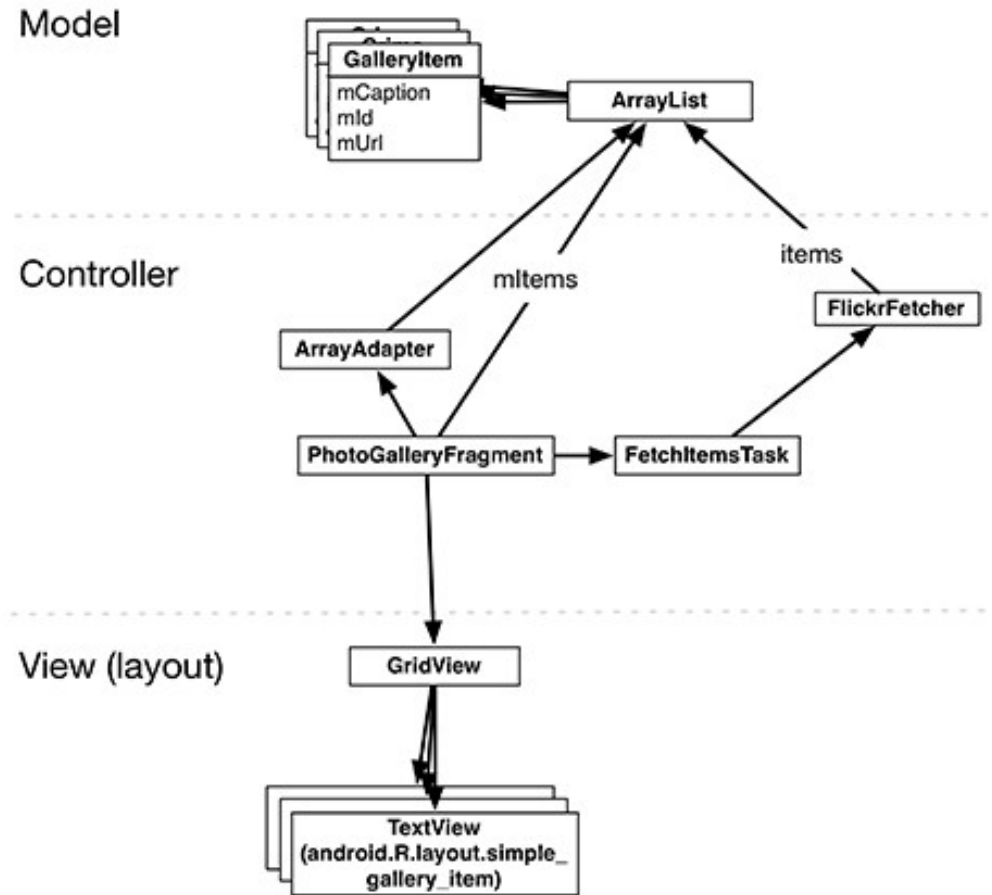 Model
GalleryItem
mCaption
mId
mUrl
ArrayList
Controller
mItems
items
FlickrFetcher
ArrayAdapter
PhotoGalleryFragment
FetchItemsTask
View (layout)
GridView
TextView
(android.R.layout.simple_
gallery_item)